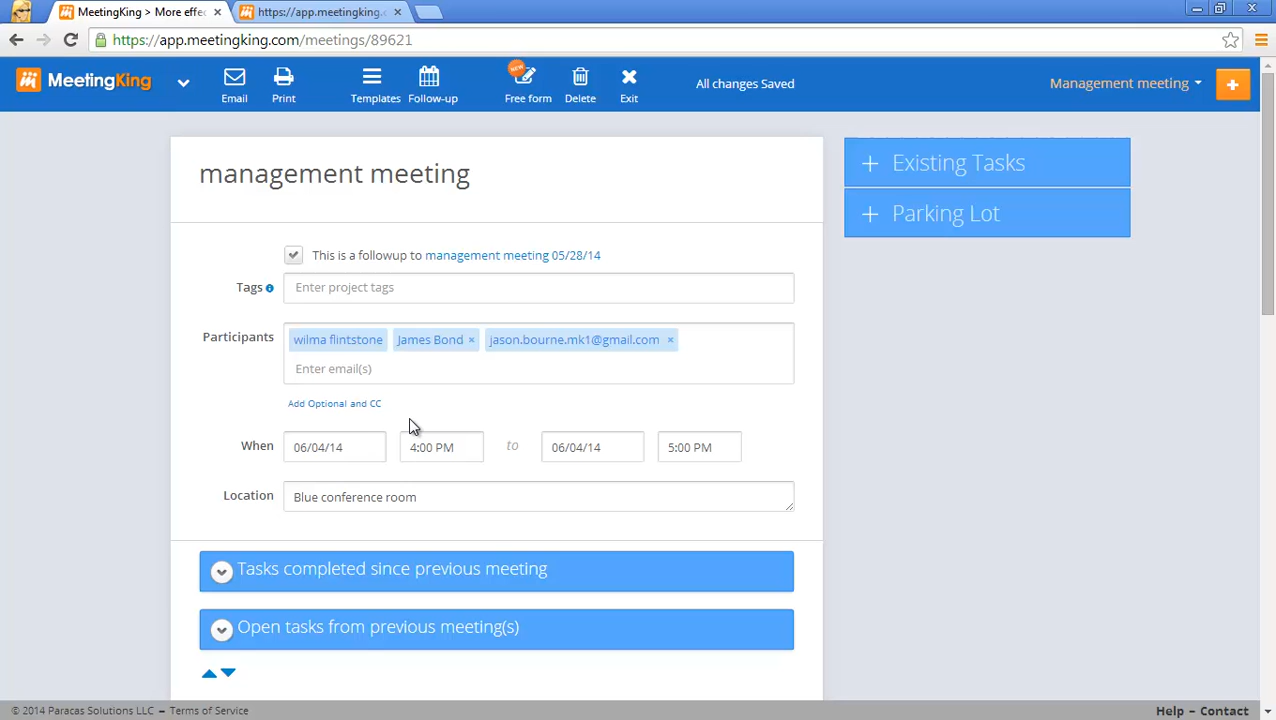 MeetingKing > More effe
https://app.meetingking.
https://app.meetingking.com/meetings/89621
MeetingKing
Email
Print
Templates
Follow-up
NEW
Free form
Delete
Exit
All changes Saved
Management meeting
management meeting
Existing Tasks
Parking Lot
This is a followup to management meeting 05/28/14
Tags
Enter project tags
Participants
wilma flintstone
James Bond ×
jason.bourne.mk1@gmail.com ×
Enter email(s)
Add Optional and CC
When
06/04/14
4:00 PM
to
06/04/14
5:00 PM
Location
Blue conference room
Tasks completed since previous meeting
Open tasks from previous meeting(s)
© 2014 Paracas Solutions LLC – Terms of Service
Help – Contact